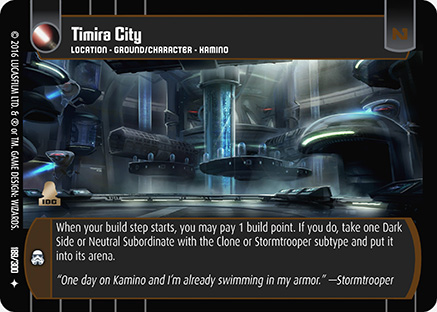 Timira City
LOCATION - GROUND/CHARACTER - KAMINO
© 2016 LUCASFILM LTD. & ® or TM. GAME DESIGN: WIZARDS.
189/300
When your build step starts, you may pay 1 build point. If you do, take one Dark
Side or Neutral Subordinate with the Clone or Stormtrooper subtype and put it
into its arena.
“One day on Kamino and I’m already swimming in my armor.” —Stormtrooper